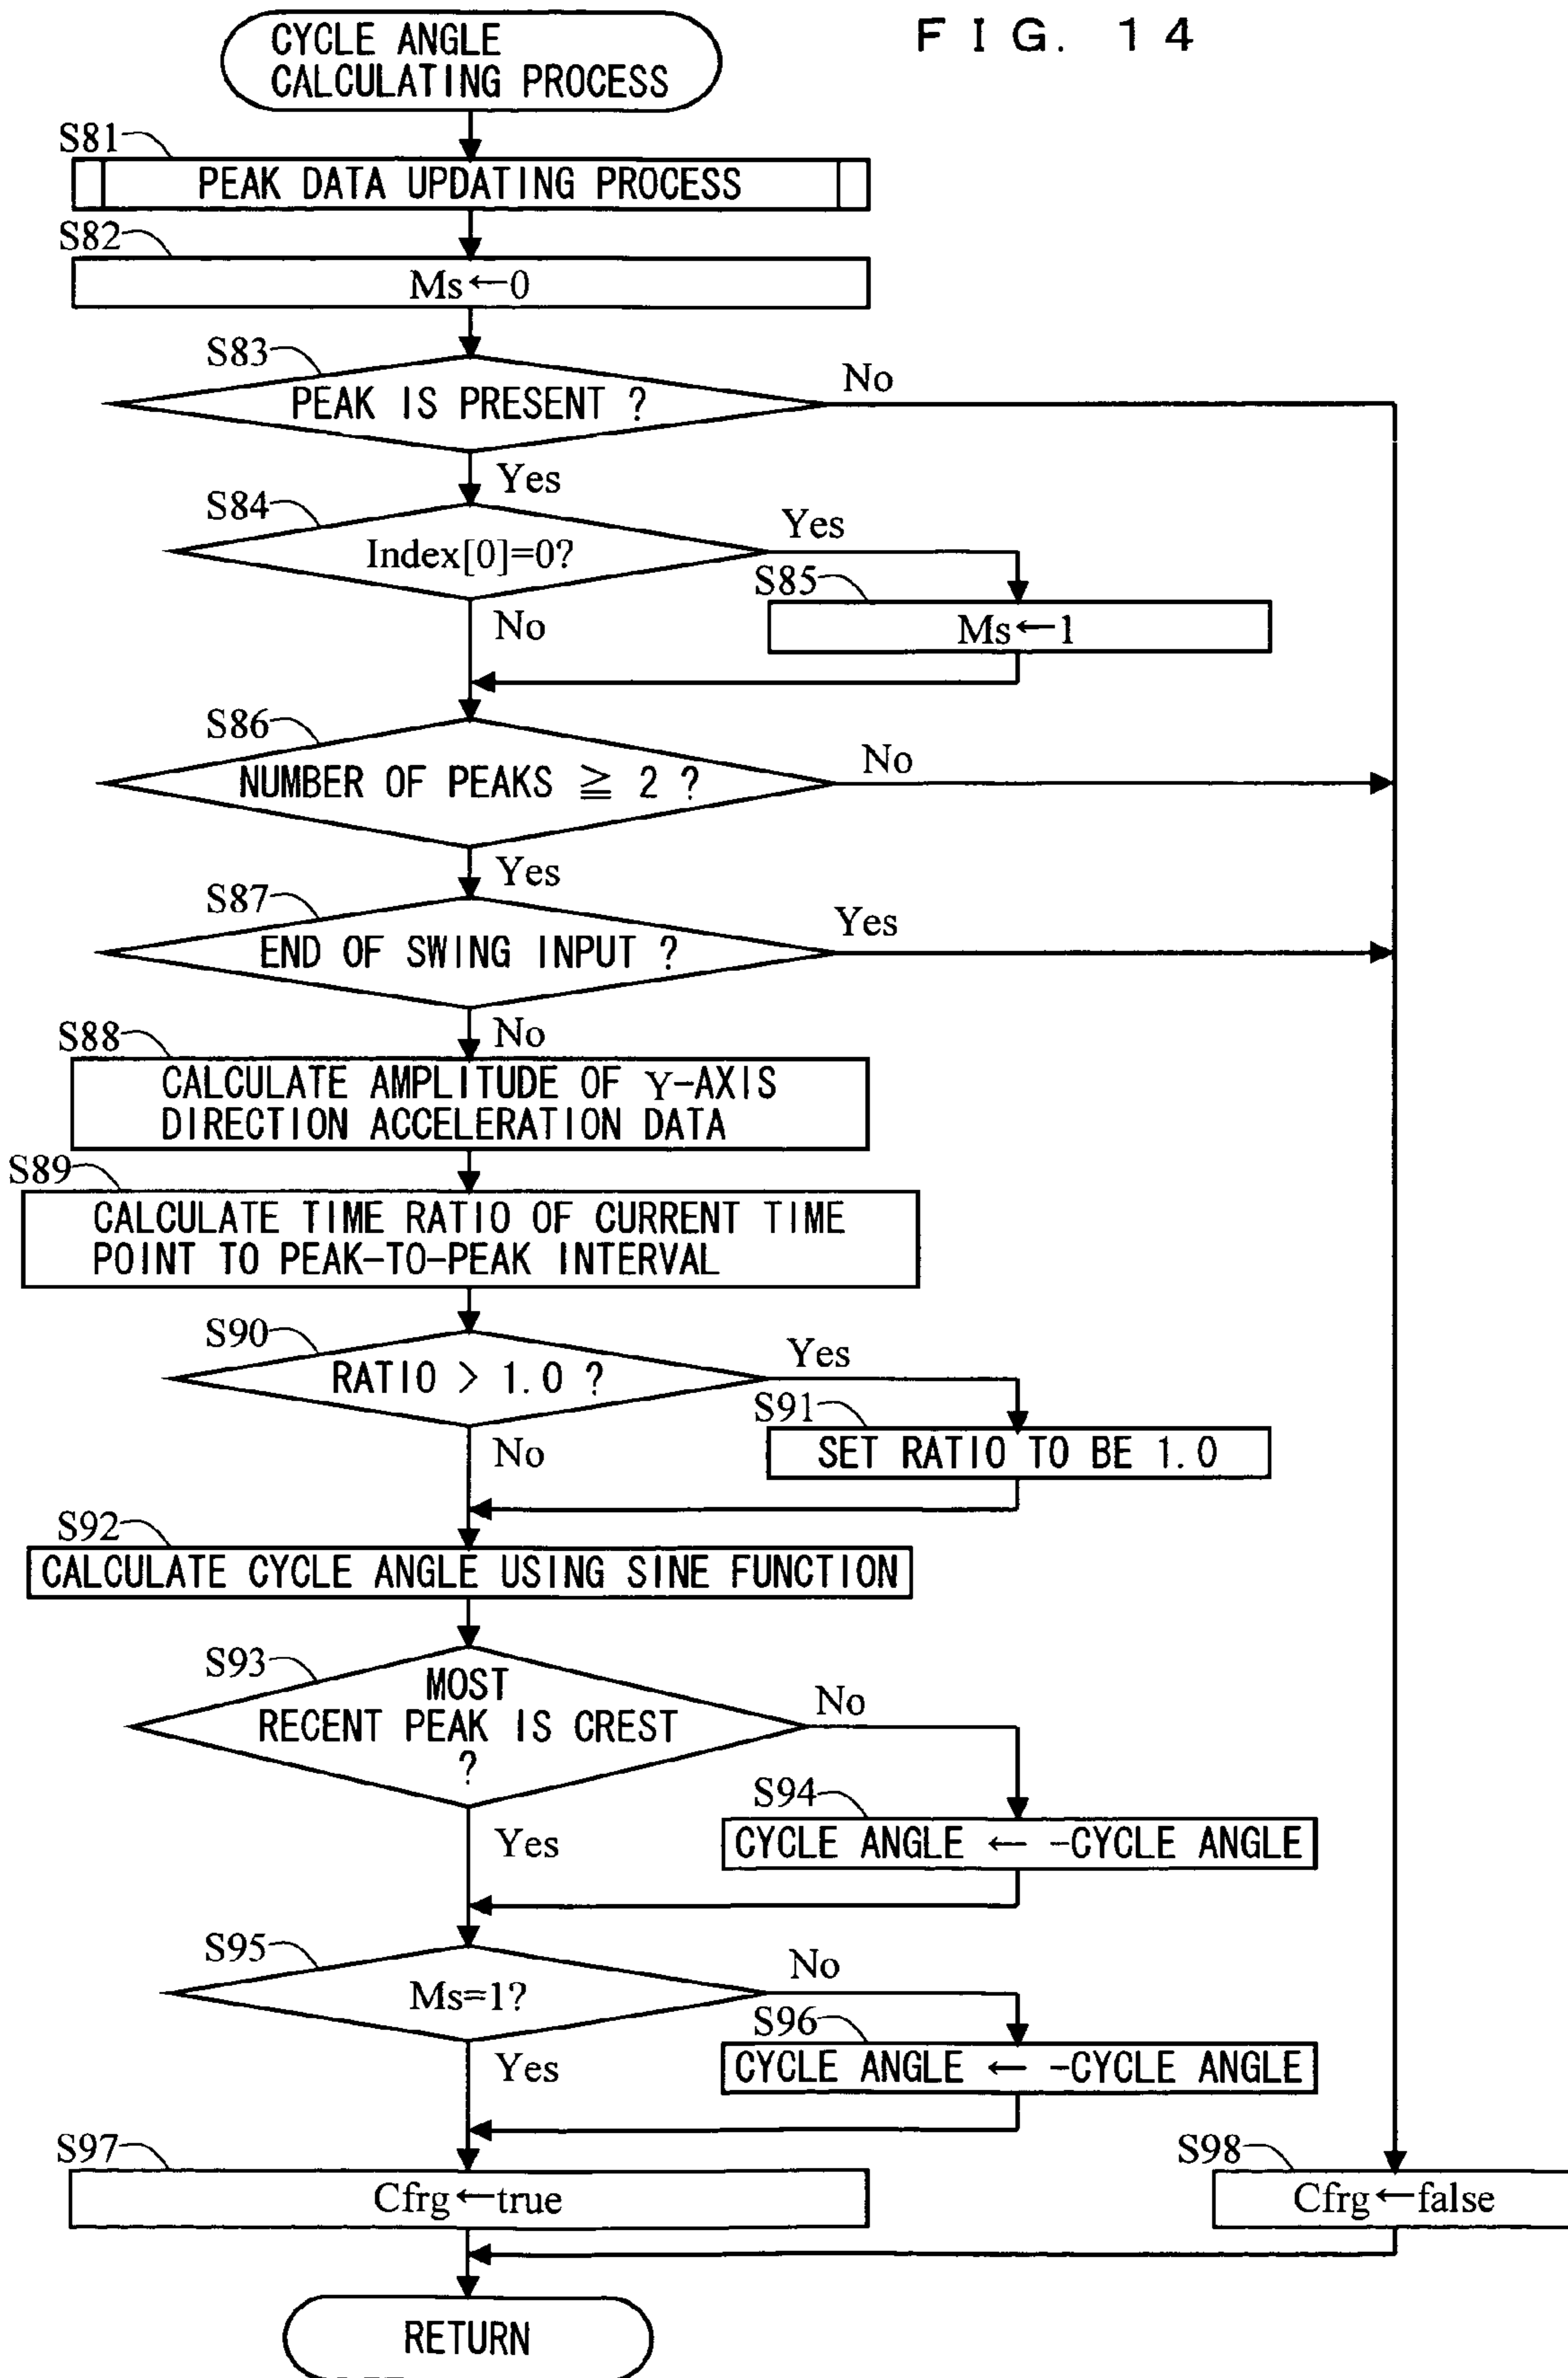 FIG. 14
CYCLE ANGLE
CALCULATING PROCESS
S81
PEAK DATA UPDATING PROCESS
S82
Ms←0
S83
PEAK IS PRESENT ?
No
Yes
S84
Index[0]=0?
Yes
No
S85
Ms←1
S86
NUMBER OF PEAKS ≧ 2 ?
No
Yes
S87
END OF SWING INPUT ?
Yes
No
S88
CALCULATE AMPLITUDE OF Y-AXIS
DIRECTION ACCELERATION DATA
S89
CALCULATE TIME RATIO OF CURRENT TIME
POINT TO PEAK-TO-PEAK INTERVAL
S90
RATIO > 1.0 ?
Yes
No
S91
SET RATIO TO BE 1.0
S92
CALCULATE CYCLE ANGLE USING SINE FUNCTION
S93
MOST
RECENT PEAK IS CREST
?
No
Yes
S94
CYCLE ANGLE ← -CYCLE ANGLE
S95
Ms=1?
No
Yes
S96
CYCLE ANGLE ← -CYCLE ANGLE
S97
Cfrg←true
S98
Cfrg←false
RETURN